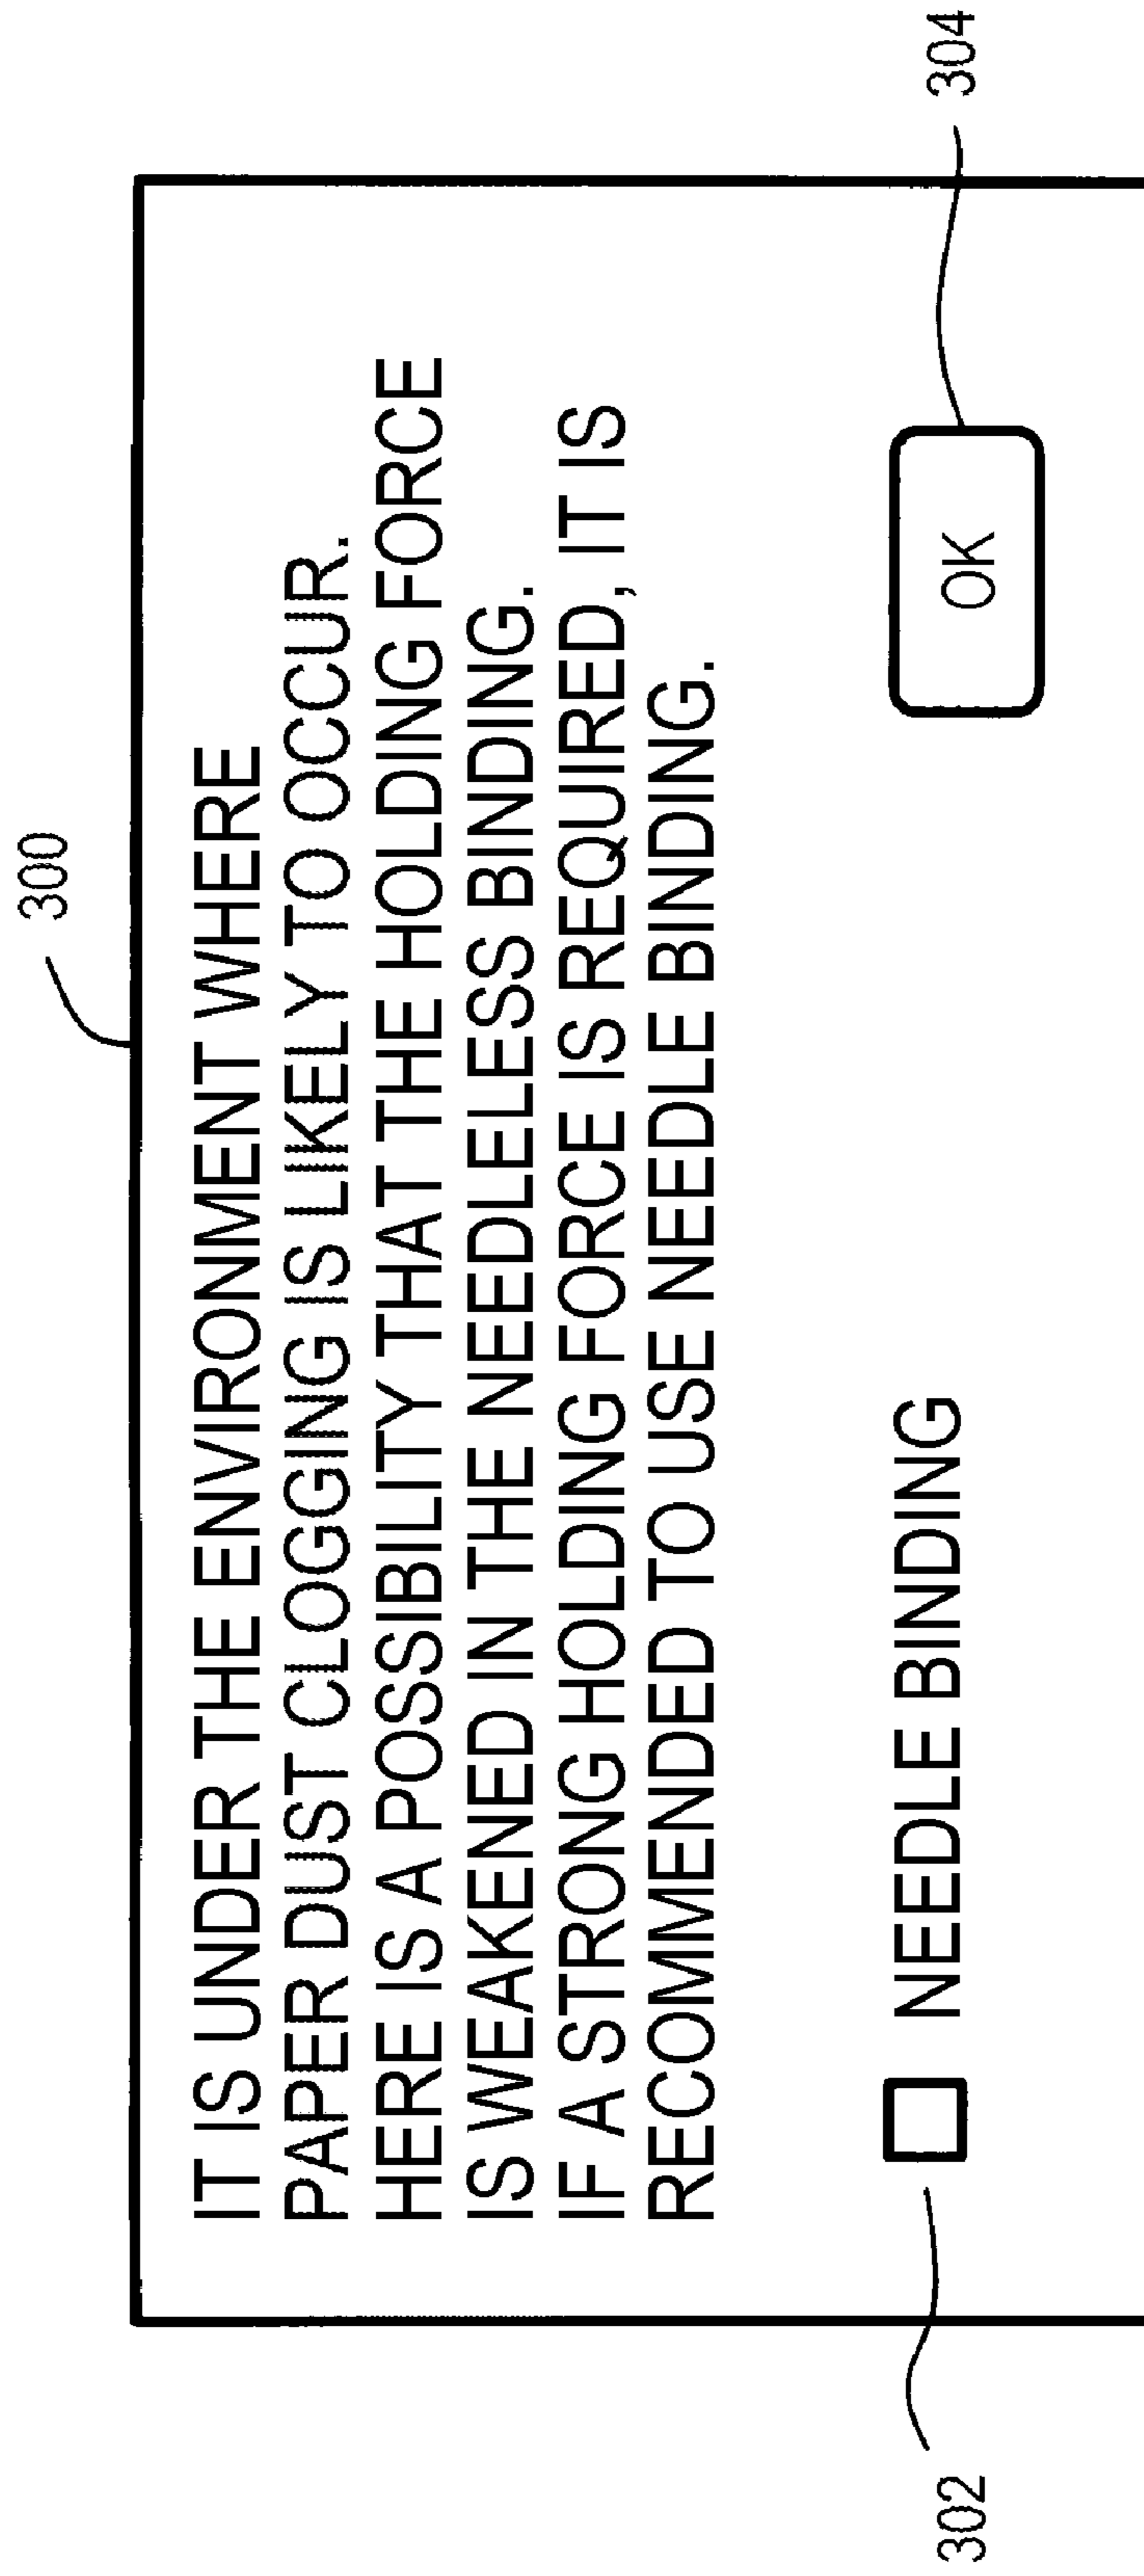 300
IT IS UNDER THE ENVIRONMENT WHERE
PAPER DUST CLOGGING IS LIKELY TO OCCUR.
HERE IS A POSSIBILITY THAT THE HOLDING FORCE
IS WEAKENED IN THE NEEDLELESS BINDING.
IF A STRONG HOLDING FORCE IS REQUIRED, IT IS
RECOMMENDED TO USE NEEDLE BINDING.
302
NEEDLE BINDING
OK
304